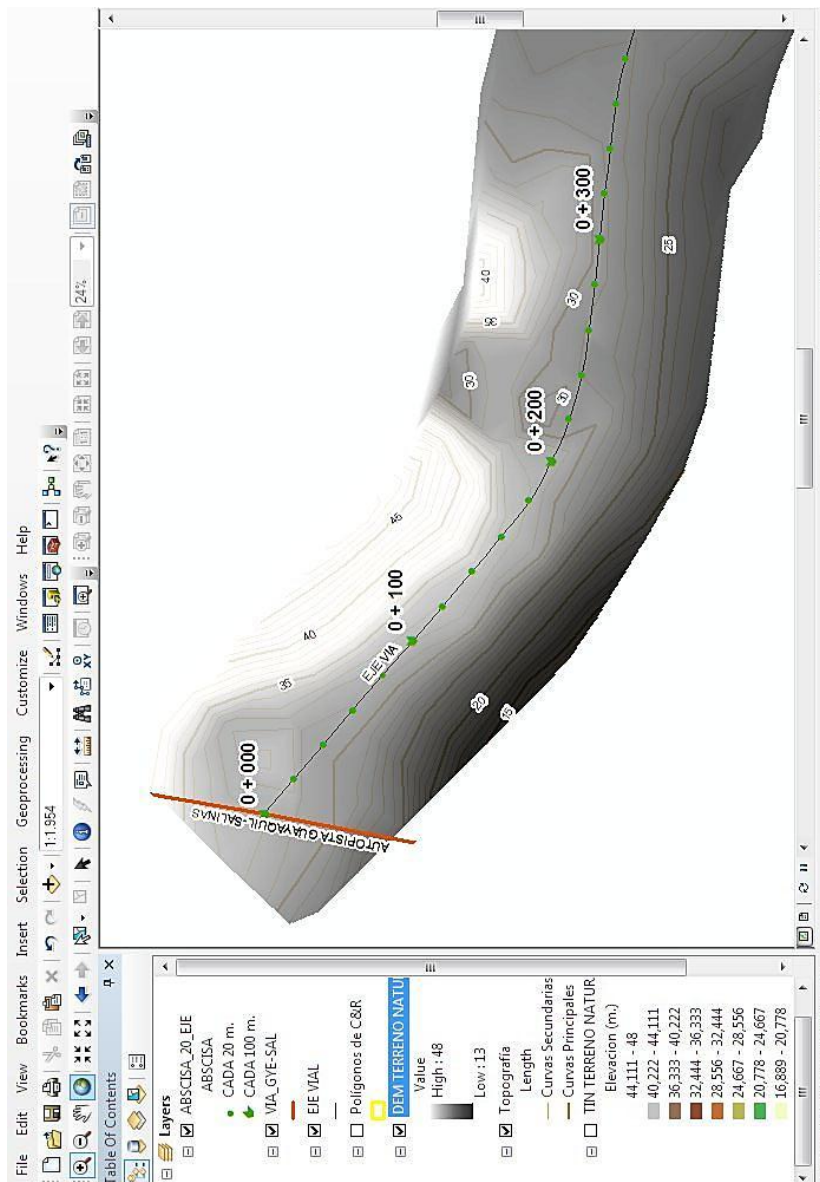 File Edit View Bookmarks Insert Selection Geoprocessing Customize Windows Help
1:1.954
24%
Table Of Contents
Layers
ABSCISA_20_EJE
ABSCISA
CADA 20 m.
CADA 100 m.
VIA_GYE-SAL
EJE VIAL
Polígonos de C&R
DEM TERRENO NATU
Value
High : 48
Low : 13
Topografía
Length
Curvas Secundarias
Curvas Principales
TIN TERRENO NATUR
Elevacion (m.)
44,111 - 48
40,222 - 44,111
36,333 - 40,222
32,444 - 36,333
28,556 - 32,444
24,667 - 28,556
20,778 - 24,667
16,889 - 20,778
AUTOPISTA GUAYAQUIL-SALINAS
0 + 000
EJE VIA
0 + 100
0 + 200
0 + 300
35
40
45
20
15
30
30
30
35
40
25